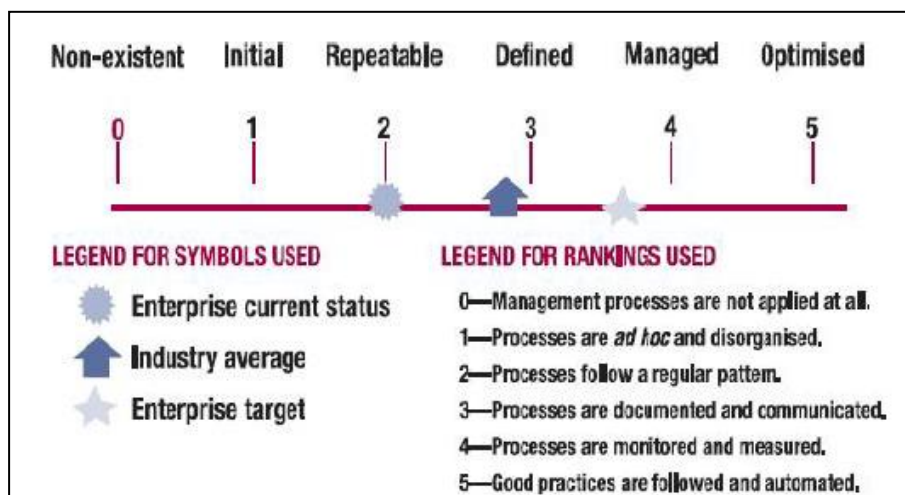 Non-existent Initial Repeatable Defined Managed Optimised
0 1 2 3 4 5
LEGEND FOR SYMBOLS USED
Enterprise current status
Industry average
Enterprise target
LEGEND FOR RANKINGS USED
0—Management processes are not applied at all.
1—Processes are ad hoc and disorganised.
2—Processes follow a regular pattern.
3—Processes are documented and communicated.
4—Processes are monitored and measured.
5—Good practices are followed and automated.